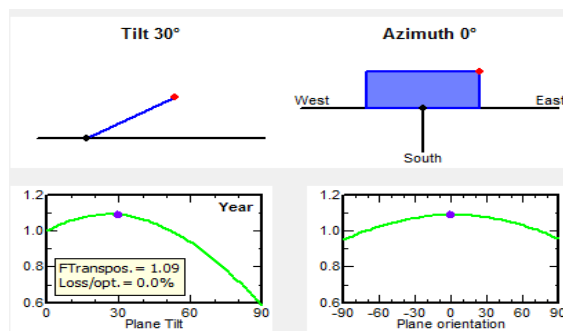 Tilt 30°
Azimuth 0°
West
East
South
Year
1.2
1.0
0.8
0.6
FTranspos.= 1.09
Loss/opt.= 0.0%
0 30 60 90
Plane Tilt
1.2
1.0
0.8
0.6
-90 -60 -30 0 30 60 90
Plane orientation